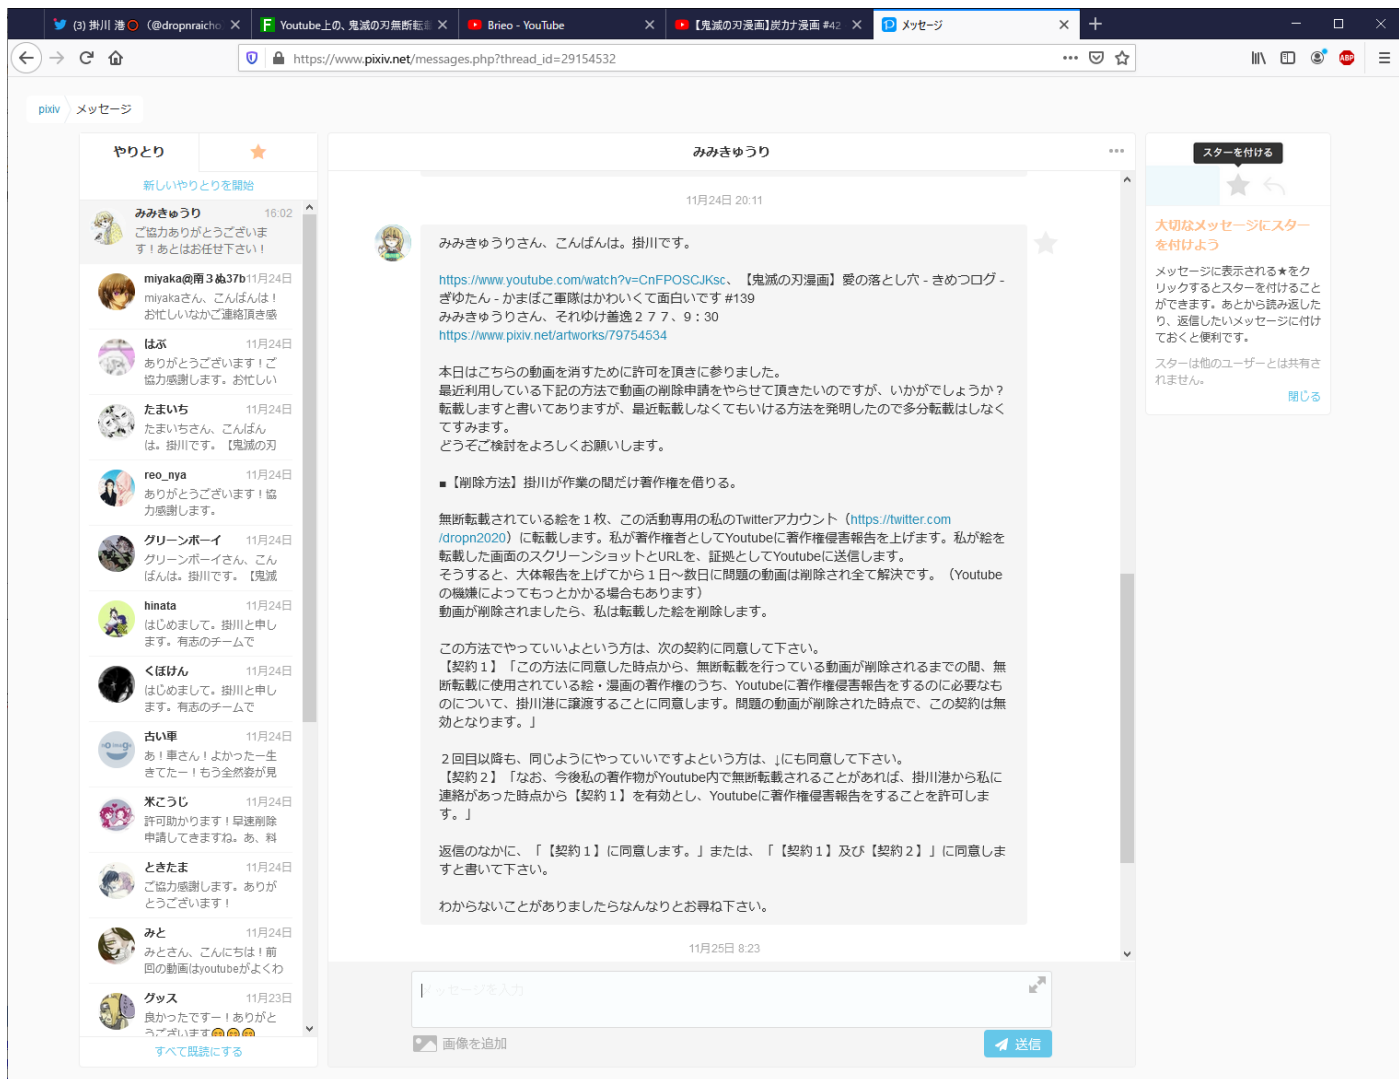 (3) 掛川 港⭕ (@dropnraicho
Youtube上の、鬼滅の刃無断転載
Brieo - YouTube
【鬼滅の刃漫画】炭カナ漫画 #42
メッセージ
https://www.pixiv.net/messages.php?thread_id=29154532
ABP
pixiv
メッセージ
やりとり
新しいやりとりを開始
みみきゅうり 16:02
ご協力ありがとうございま
す！あとはお任せ下さい！
miyaka@南３ぬ37b 11月24日
miyakaさん、こんばんは！
お忙しいなかご連絡頂き感
はぶ 11月24日
ありがとうございます！ご
協力感謝します。お忙しい
たまいち 11月24日
たまいちさん、こんばん
は。掛川です。【鬼滅の刃
reo_nya 11月24日
ありがとうございます！協
力感謝します。
グリーンボーイ 11月24日
グリーンボーイさん、こん
ばんは。掛川です。【鬼滅
hinata 11月24日
はじめまして。掛川と申し
ます。有志のチームで
くぼけん 11月24日
はじめまして。掛川と申し
ます。有志のチームで
古い車 11月24日
no image
あ！車さん！よかったー生
きてたー！もう全然姿が見
米こうじ 11月24日
許可助かります！早速削除
申請してきますね。あ、料
ときたま 11月24日
ご協力感謝します。ありが
とうございます！
みと 11月24日
みとさん、こんにちは！前
回の動画はyoutubeがよくわ
グッス 11月23日
良かったですー！ありがと
うございます😊😊😊
すべて既読にする
みみきゅうり
11月24日 20:11
みみきゅうりさん、こんばんは。掛川です。
https://www.youtube.com/watch?v=CnFPOSCJKsc、【鬼滅の刃漫画】愛の落とし穴 - きめつログ -
ぎゆたん - かまぼこ軍隊はかわいくて面白いです #139
みみきゅうりさん、それゆけ善逸２７７、9：30
https://www.pixiv.net/artworks/79754534
本日はこちらの動画を消すために許可を頂きに参りました。
最近利用している下記の方法で動画の削除申請をやらせて頂きたいのですが、いかがでしょうか？
転載しますと書いてありますが、最近転載しなくてもいける方法を発明したので多分転載はしなく
てすみます。
どうぞご検討をよろしくお願いします。
■【削除方法】掛川が作業の間だけ著作権を借りる。
無断転載されている絵を１枚、この活動専用の私のTwitterアカウント（https://twitter.com
/dropn2020）に転載します。私が著作権者としてYoutubeに著作権侵害報告を上げます。私が絵を
転載した画面のスクリーンショットとURLを、証拠としてYoutubeに送信します。
そうすると、大体報告を上げてから１日～数日に問題の動画は削除され全て解決です。（Youtube
の機嫌によってもっとかかる場合もあります）
動画が削除されましたら、私は転載した絵を削除します。
この方法でやっていいよという方は、次の契約に同意して下さい。
【契約１】「この方法に同意した時点から、無断転載を行っている動画が削除されるまでの間、無
断転載に使用されている絵・漫画の著作権のうち、Youtubeに著作権侵害報告をするのに必要なも
のについて、掛川港に譲渡することに同意します。問題の動画が削除された時点で、この契約は無
効となります。」
２回目以降も、同じようにやっていいですよという方は、↓にも同意して下さい。
【契約２】「なお、今後私の著作物がYoutube内で無断転載されることがあれば、掛川港から私に
連絡があった時点から【契約１】を有効とし、Youtubeに著作権侵害報告をすることを許可しま
す。」
返信のなかに、「【契約１】に同意します。」または、「【契約１】及び【契約２】」に同意しま
すと書いて下さい。
わからないことがありましたらなんなりとお尋ね下さい。
11月25日 8:23
メッセージを入力
画像を追加
送信
スターを付ける
大切なメッセージにスター
を付けよう
メッセージに表示される★をク
リックするとスターを付けること
ができます。あとから読み返した
り、返信したいメッセージに付け
ておくと便利です。
スターは他のユーザーとは共有さ
れません。
閉じる